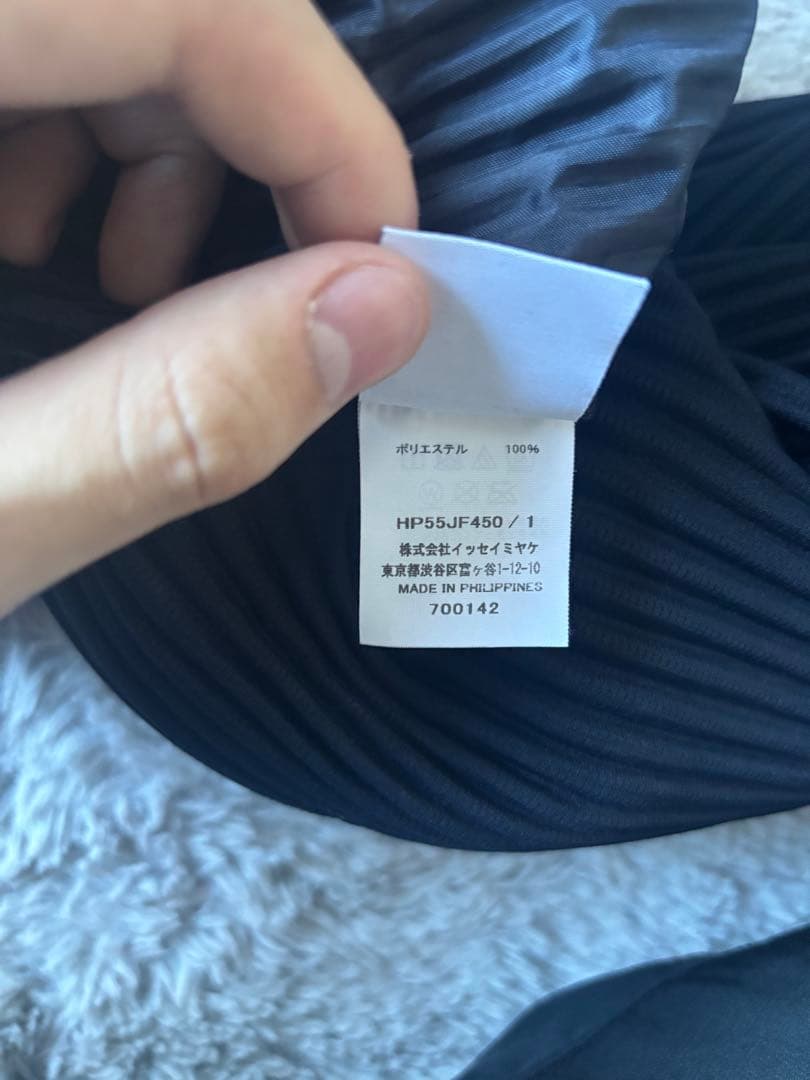 ポリエステル 100%
HP55JF450 / 1
株式会社イッセイミヤケ
東京都渋谷区富ヶ谷1-12-10
MADE IN PHILIPPINES
700142